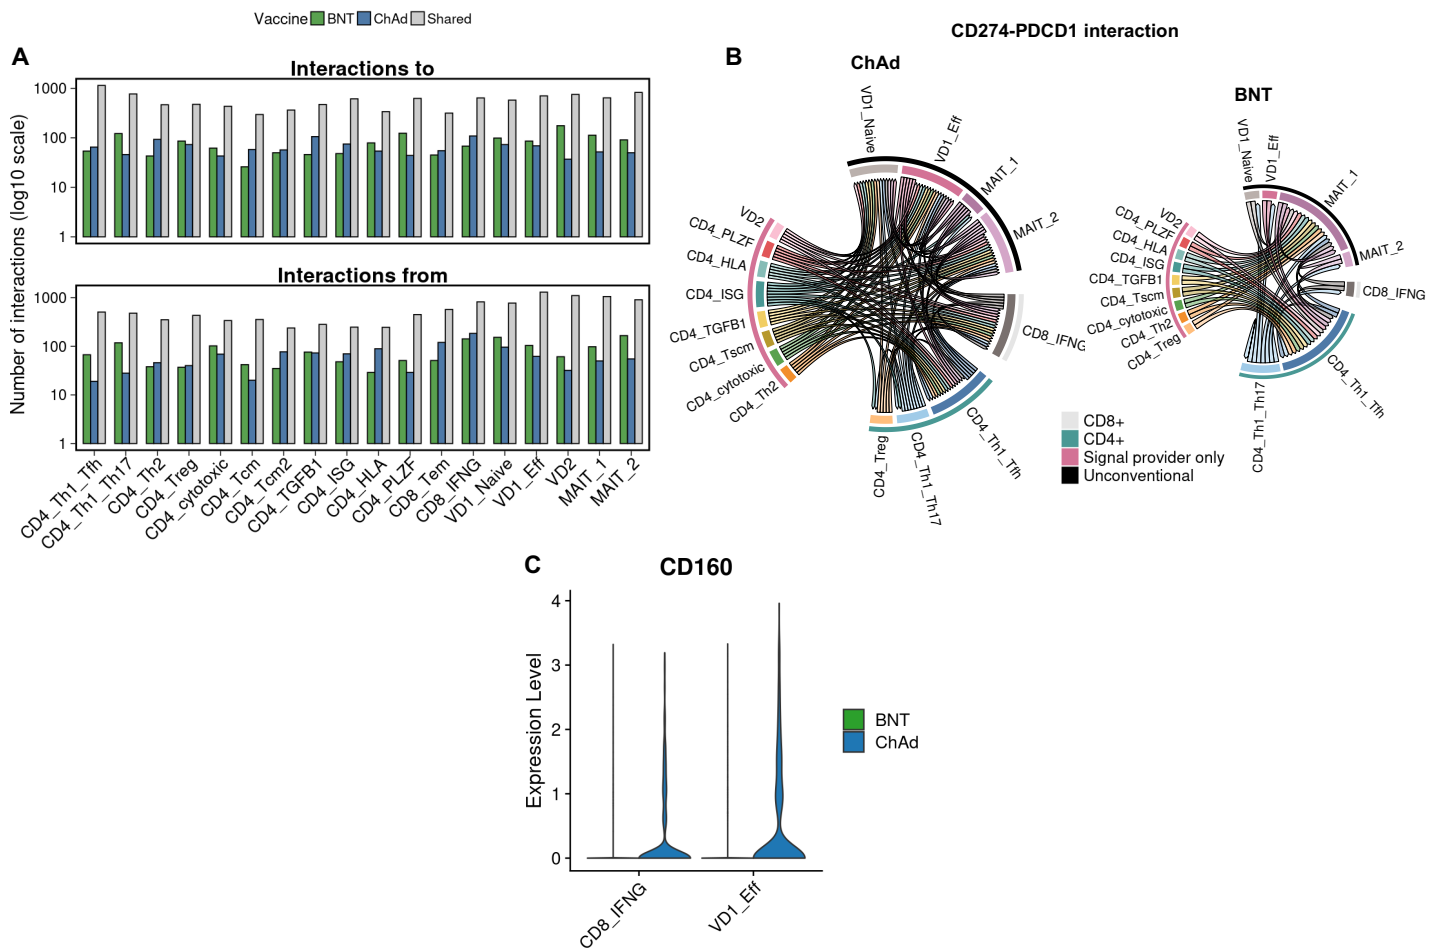 Vaccine BNT ChAd Shared
A
Interactions to
Number of interactions (log10 scale)
1000
100
10
1
Interactions from
1000
100
10
1
CD4_Th1_Tfh
CD4_Th1_Th17
CD4_Th2
CD4_Treg
CD4_cytotoxic
CD4_Tcm
CD4_Tcm2
CD4_TGFB1
CD4_ISG
CD4_HLA
CD4_PLZF
CD8_Tem
CD8_IFNG
VD1_Naive
VD1_Eff
VD2
MAIT_1
MAIT_2
B
CD274-PDCD1 interaction
ChAd
VD1_Naive
VD1_Eff
MAIT_1
MAIT_2
CD8_IFNG
CD4_Th1_Tfh
CD4_Th1_Th17
CD4_Treg
CD4_Th2
CD4_cytotoxic
CD4_Tscm
CD4_TGFB1
CD4_ISG
CD4_HLA
CD4_PLZF
VD2
BNT
VD1_Naive
VD1_Eff
MAIT_1
MAIT_2
CD8_IFNG
CD4_Th1_Tfh
CD4_Th1_Th17
CD4_Treg
CD4_Th2
CD4_cytotoxic
CD4_Tscm
CD4_TGFB1
CD4_ISG
CD4_HLA
CD4_PLZF
VD2
CD8+
CD4+
Signal provider only
Unconventional
C
CD160
Expression Level
4
3
2
1
0
CD8_IFNG
VD1_Eff
BNT
ChAd